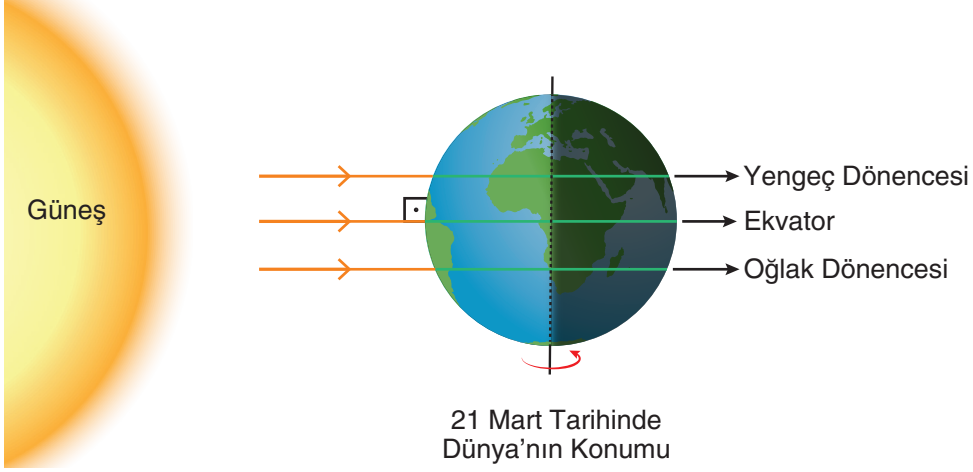 Güneş
Yengeç Dönencesi
Ekvator
Oğlak Dönencesi
21 Mart Tarihinde
Dünya’nın Konumu